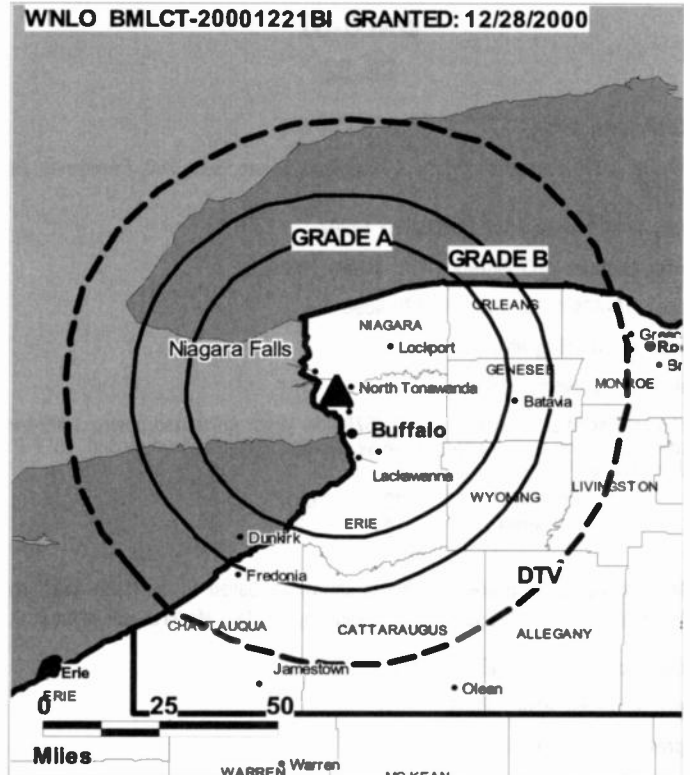 WNLO BMLCT-20001221BI GRANTED: 12/28/2000
GRADE A
GRADE B
ORLEANS
NIAGARA
Niagara Falls
Lockport
GENESEE
MONROE
North Tonawanda
Batavia
Buffalo
Lackawanna
WYOMING
LIVINGSTON
ERIE
Dunkirk
Fredonia
DTV
CHAUTAUQUA
CATTARAUGUS
ALLEGANY
Erie
Jamestown
ERIE
Olean
0 25 50
Miles
WARREN
Warren